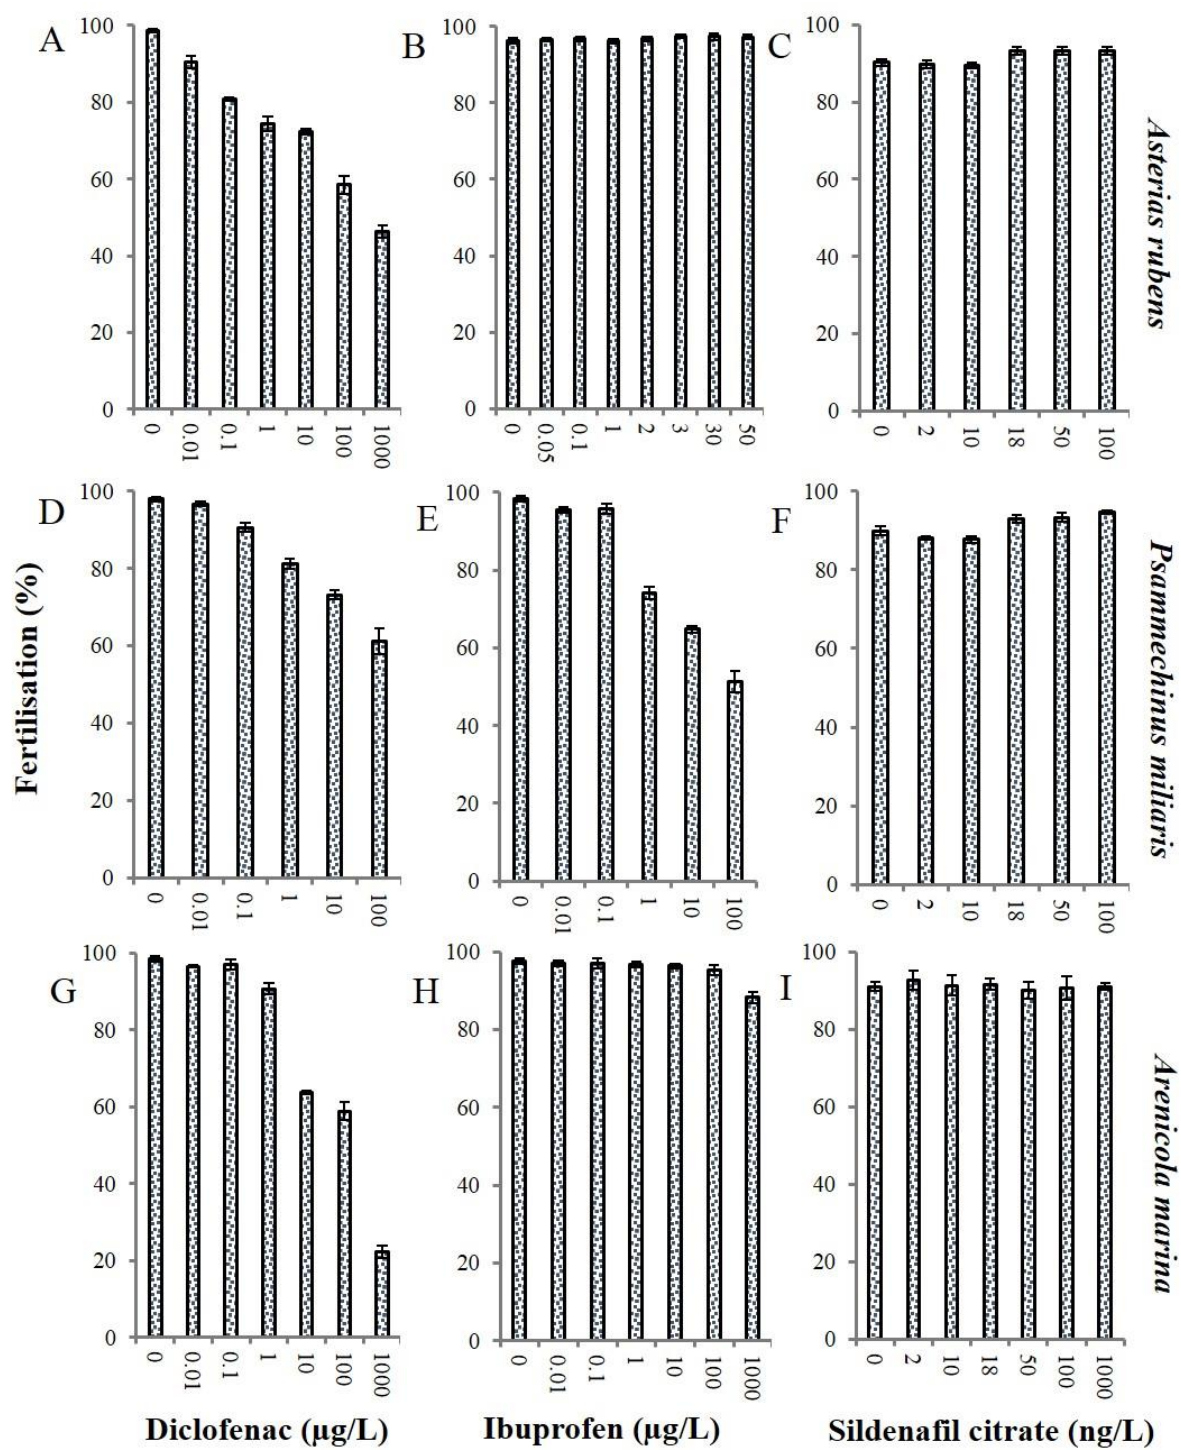 A
100
80
60
40
20
0
0 0.01 0.1 1 10 100 1000
B
100
80
60
40
20
0
0 0.05 0.1 1 2 3 30 50
C
100
80
60
40
20
0
0 2 10 18 50 100
Asterias rubens
Fertilisation (%)
D
100
80
60
40
20
0
0 0.01 0.1 1 10 100
E
100
80
60
40
20
0
0 0.01 0.1 1 10 100
F
100
80
60
40
20
0
0 2 10 18 50 100
Psammechinus miliaris
G
100
80
60
40
20
0
0 0.01 0.1 1 10 100 1000
Diclofenac (µg/L)
H
100
80
60
40
20
0
0 0.01 0.1 1 10 100 1000
Ibuprofen (µg/L)
I
100
80
60
40
20
0
0 2 10 18 50 100 1000
Sildenafil citrate (ng/L)
Arenicola marina